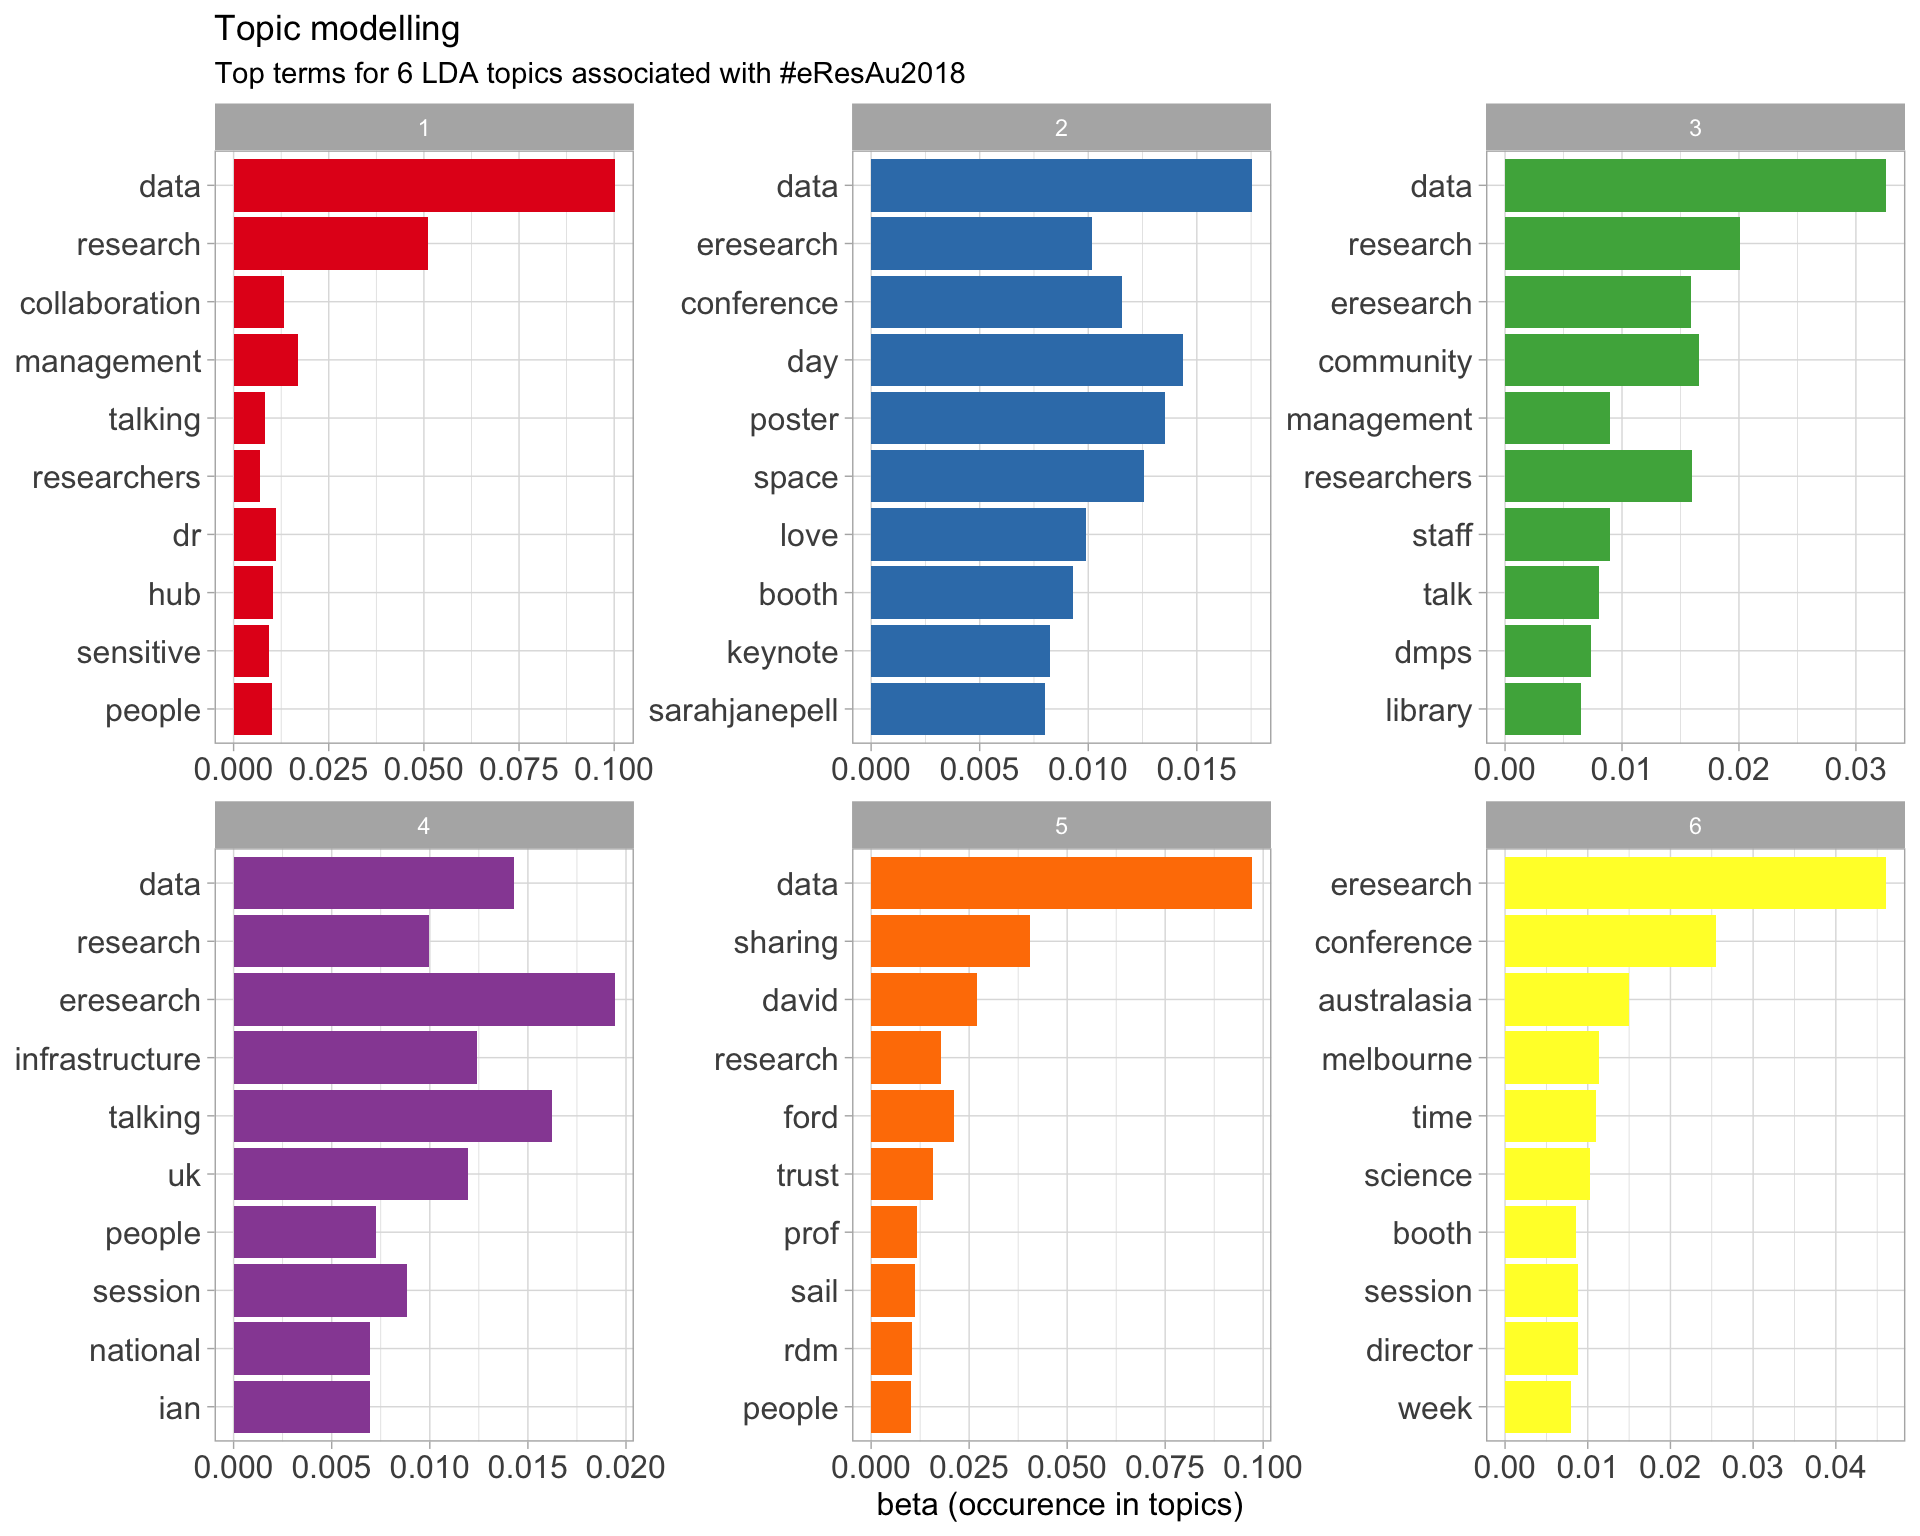 Topic modelling
Top terms for 6 LDA topics associated with #eResAu2018
1
data
research
collaboration
management
talking
researchers
dr
hub
sensitive
people
0.000 0.025 0.050 0.075 0.100
2
data
eresearch
conference
day
poster
space
love
booth
keynote
sarahjanepell
0.000 0.005 0.010 0.015
3
data
research
eresearch
community
management
researchers
staff
talk
dmps
library
0.00 0.01 0.02 0.03
4
data
research
eresearch
infrastructure
talking
uk
people
session
national
ian
0.000 0.005 0.010 0.015 0.020
5
data
sharing
david
research
ford
trust
prof
sail
rdm
people
0.000 0.025 0.050 0.075 0.100
6
eresearch
conference
australasia
melbourne
time
science
booth
session
director
week
0.00 0.01 0.02 0.03 0.04
beta (occurence in topics)